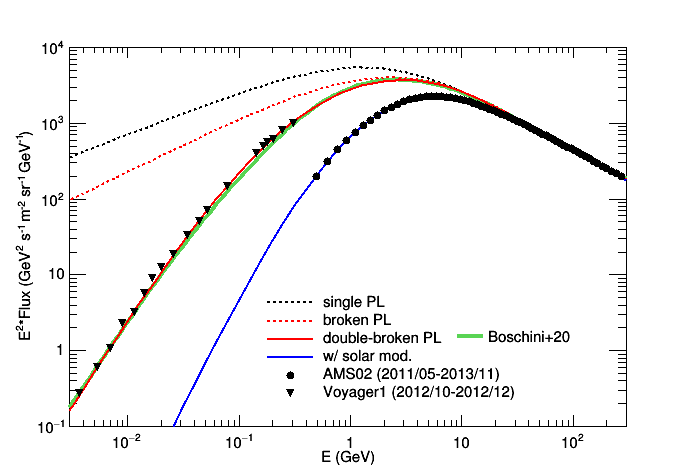 10⁴
10³
10²
10
1
10⁻¹
E²*Flux (GeV² s⁻¹ m⁻² sr⁻¹ GeV⁻¹)
single PL
broken PL
double-broken PL
Boschini+20
w/ solar mod.
AMS02 (2011/05-2013/11)
Voyager1 (2012/10-2012/12)
10⁻² 10⁻¹ 1 10 10²
E (GeV)